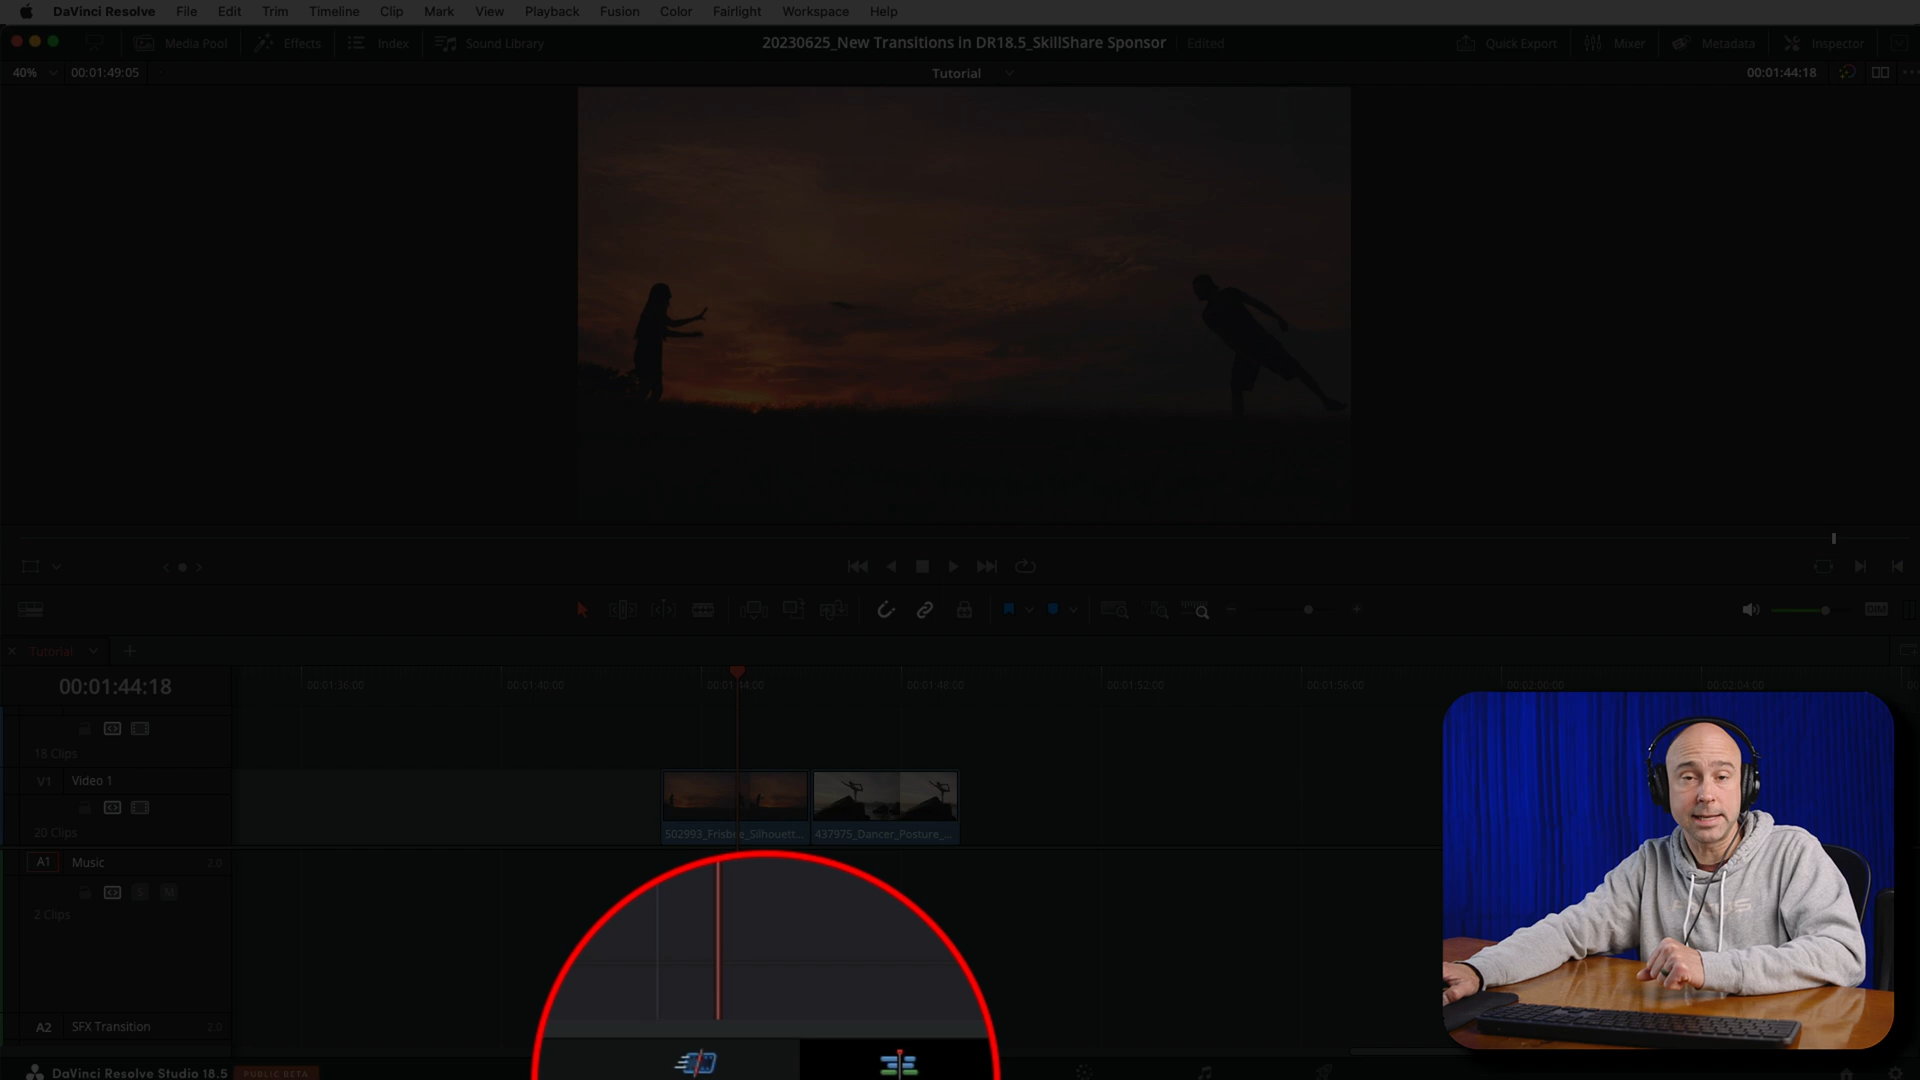 DaVinci Resolve File Edit Trim Timeline Clip Mark View Playback Fusion Color Fairlight Workspace Help
Media Pool Effects Index Sound Library 20230625_New Transitions in DR18.5_SkillShare Sponsor Edited Quick Export Mixer Metadata Inspector
40% 00:01:49:05 Tutorial 00:01:44:18
DIM
Tutorial
00:01:44:18 00:01:36:00 00:01:40:00 00:01:44:00 00:01:48:00 00:01:52:00 00:01:56:00 00:02:00:00 00:02:04:00
18 Clips
V1 Video 1
20 Clips
502993_Frisbee_Silhouett... 437975_Dancer_Posture_...
A1 Music 2.0
S M
2 Clips
A2 SFX Transition 2.0
DaVinci Resolve Studio 18.5 PUBLIC BETA